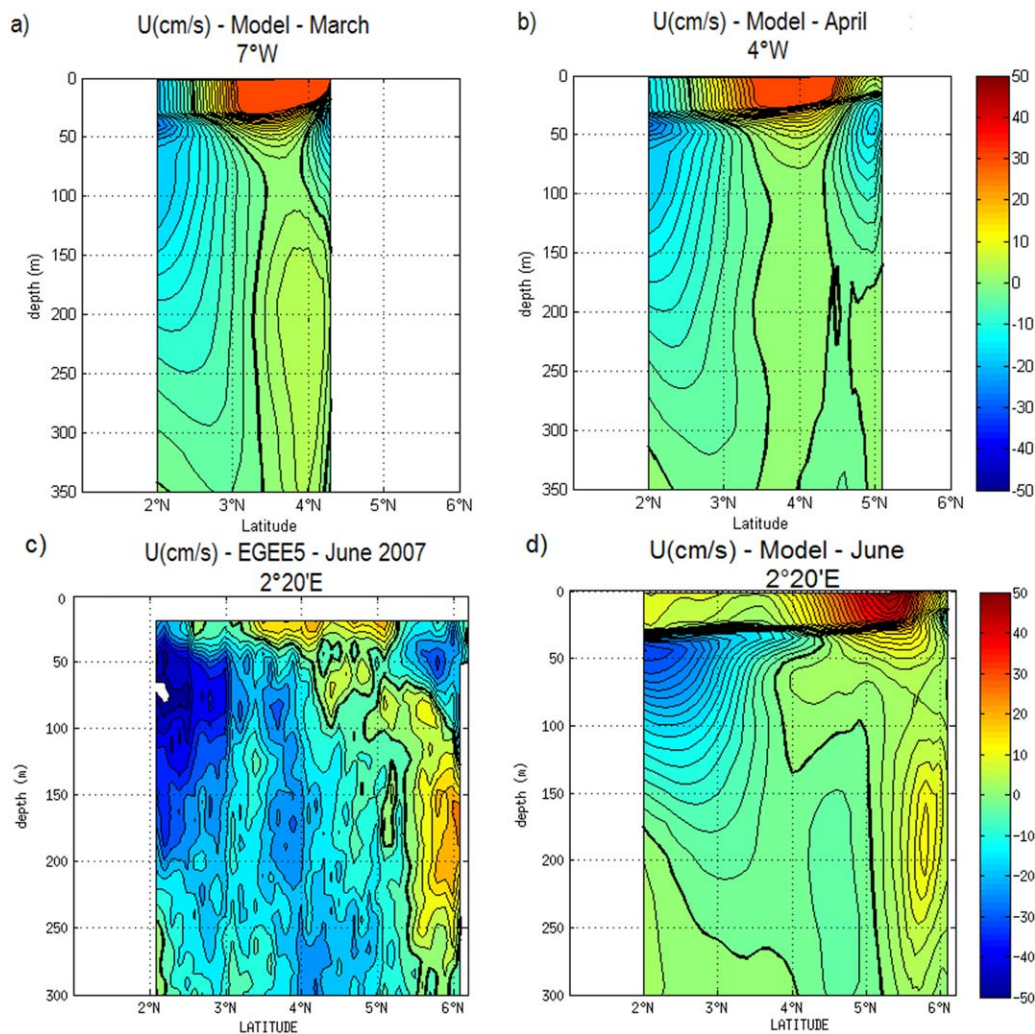 a) U(cm/s) - Model - March
7°W
0
50
100
150
200
250
300
350
depth (m)
2°N 3°N 4°N 5°N 6°N
Latitude
b) U(cm/s) - Model - April
4°W
0
50
100
150
200
250
300
350
depth (m)
2°N 3°N 4°N 5°N 6°N
Latitude
50
40
30
20
10
0
-10
-20
-30
-40
-50
c) U(cm/s) - EGEE5 - June 2007
2°20'E
0
50
100
150
200
250
300
depth (m)
2°N 3°N 4°N 5°N 6°N
LATITUDE
d) U(cm/s) - Model - June
2°20'E
0
50
100
150
200
250
300
depth (m)
2°N 3°N 4°N 5°N 6°N
LATITUDE
50
40
30
20
10
0
-10
-20
-30
-40
-50